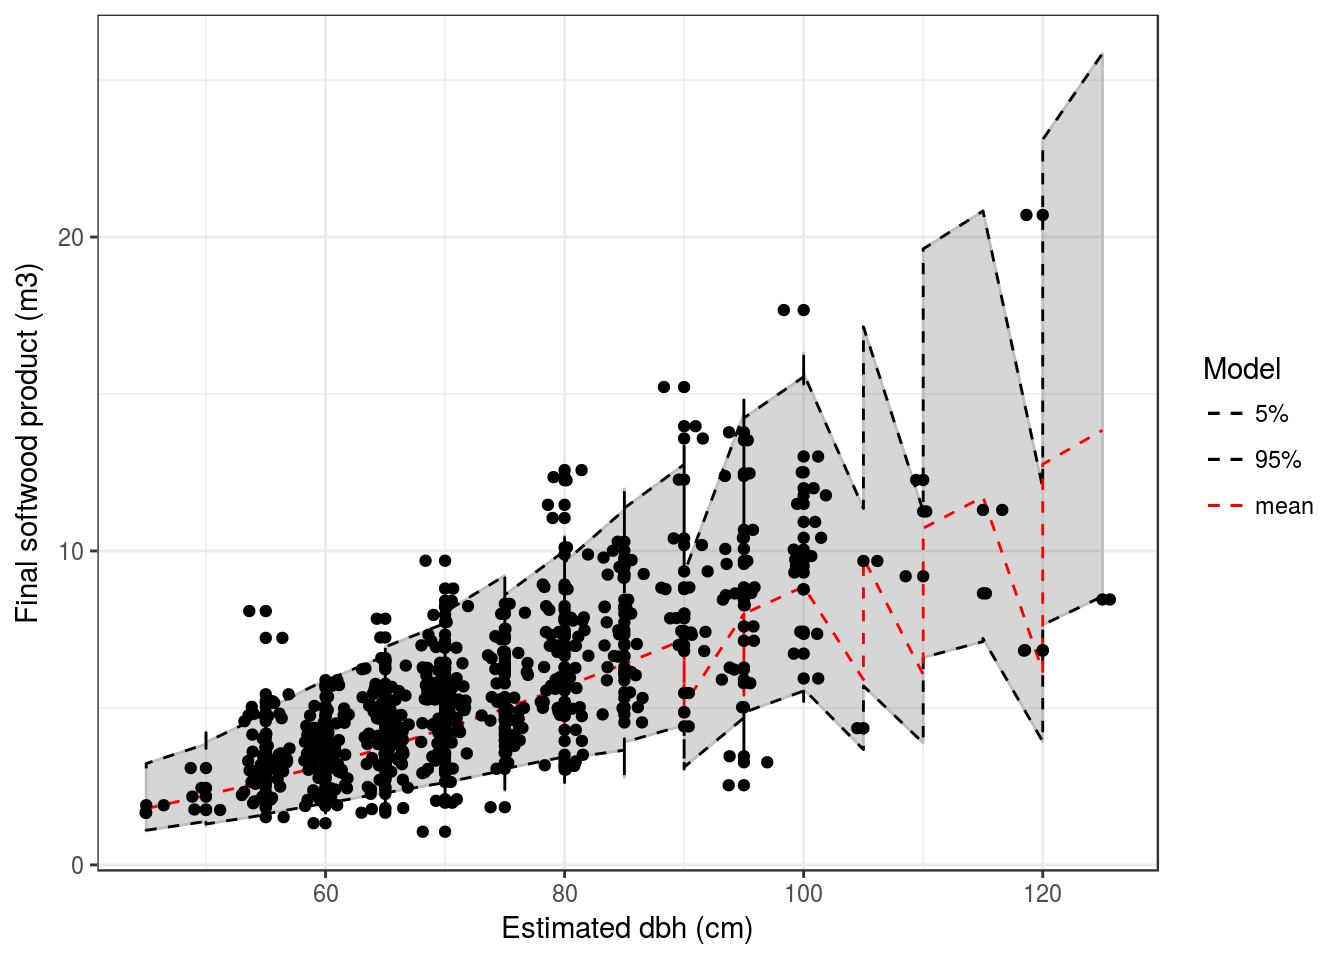 Final softwood product (m3)
20
10
0
60
80
100
120
Estimated dbh (cm)
Model
5%
95%
mean